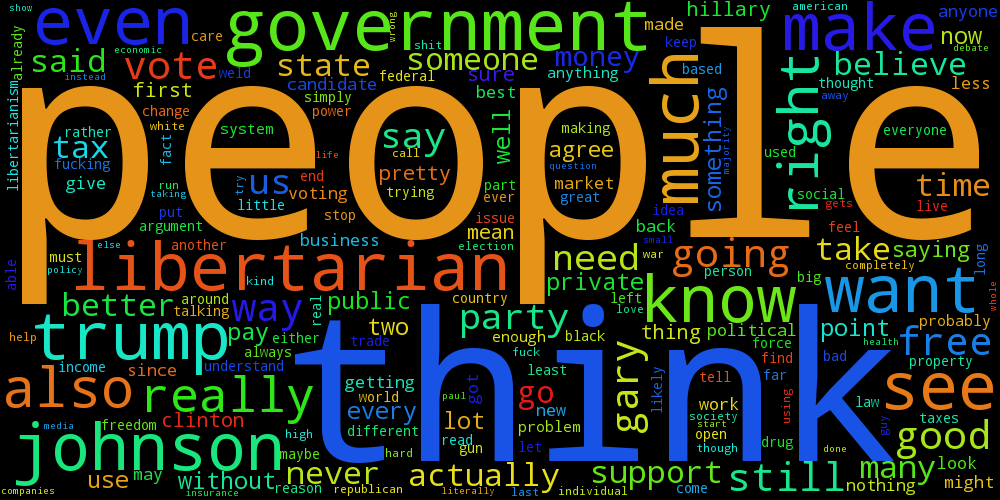 show
even
care
government
wrong
hillary
made
american
make
anyone
now
debate
already
said
economic
instead
vote
weld
state
shit
someone
federal
money
keep
much
believe
candidate
sure
anything
based
thought
less
first
simply
best
right
away
libertarianism
people
change
power
white
rather
tax
fucking
give
fact
system
say
call
pretty
trying
well
making
agree
question
market
great
something
majority
used
everyone
life
us
try
end
voting
little
run
taking
part
ever
social
time
put
argument
stop
issue
mean
idea
back
gets
live
feel
else
another
business
election
small
must
policy
able
libertarian
kind
need
war
going
person
take
saying
completely
long
private
big
whole
better
around
talking
way
real
public
country
left
love
know
want
trump
help
pay
either
always
two
party
enough
black
thing
political
force
point
probably
free
trade
think
fuck
gary
find
bad
health
property
income
since
understand
least
likely
tell
far
see
also
really
getting
world
every
got
paul
go
new
work
society
start
using
law
guy
taxes
media
freedom
clinton
different
lot
read
problem
open
though
drug
good
johnson
high
maybe
hard
gun
let
done
look
use
may
without
reason
never
actually
support
still
many
nothing
might
companies
insurance
republican
literally
last
individual
come